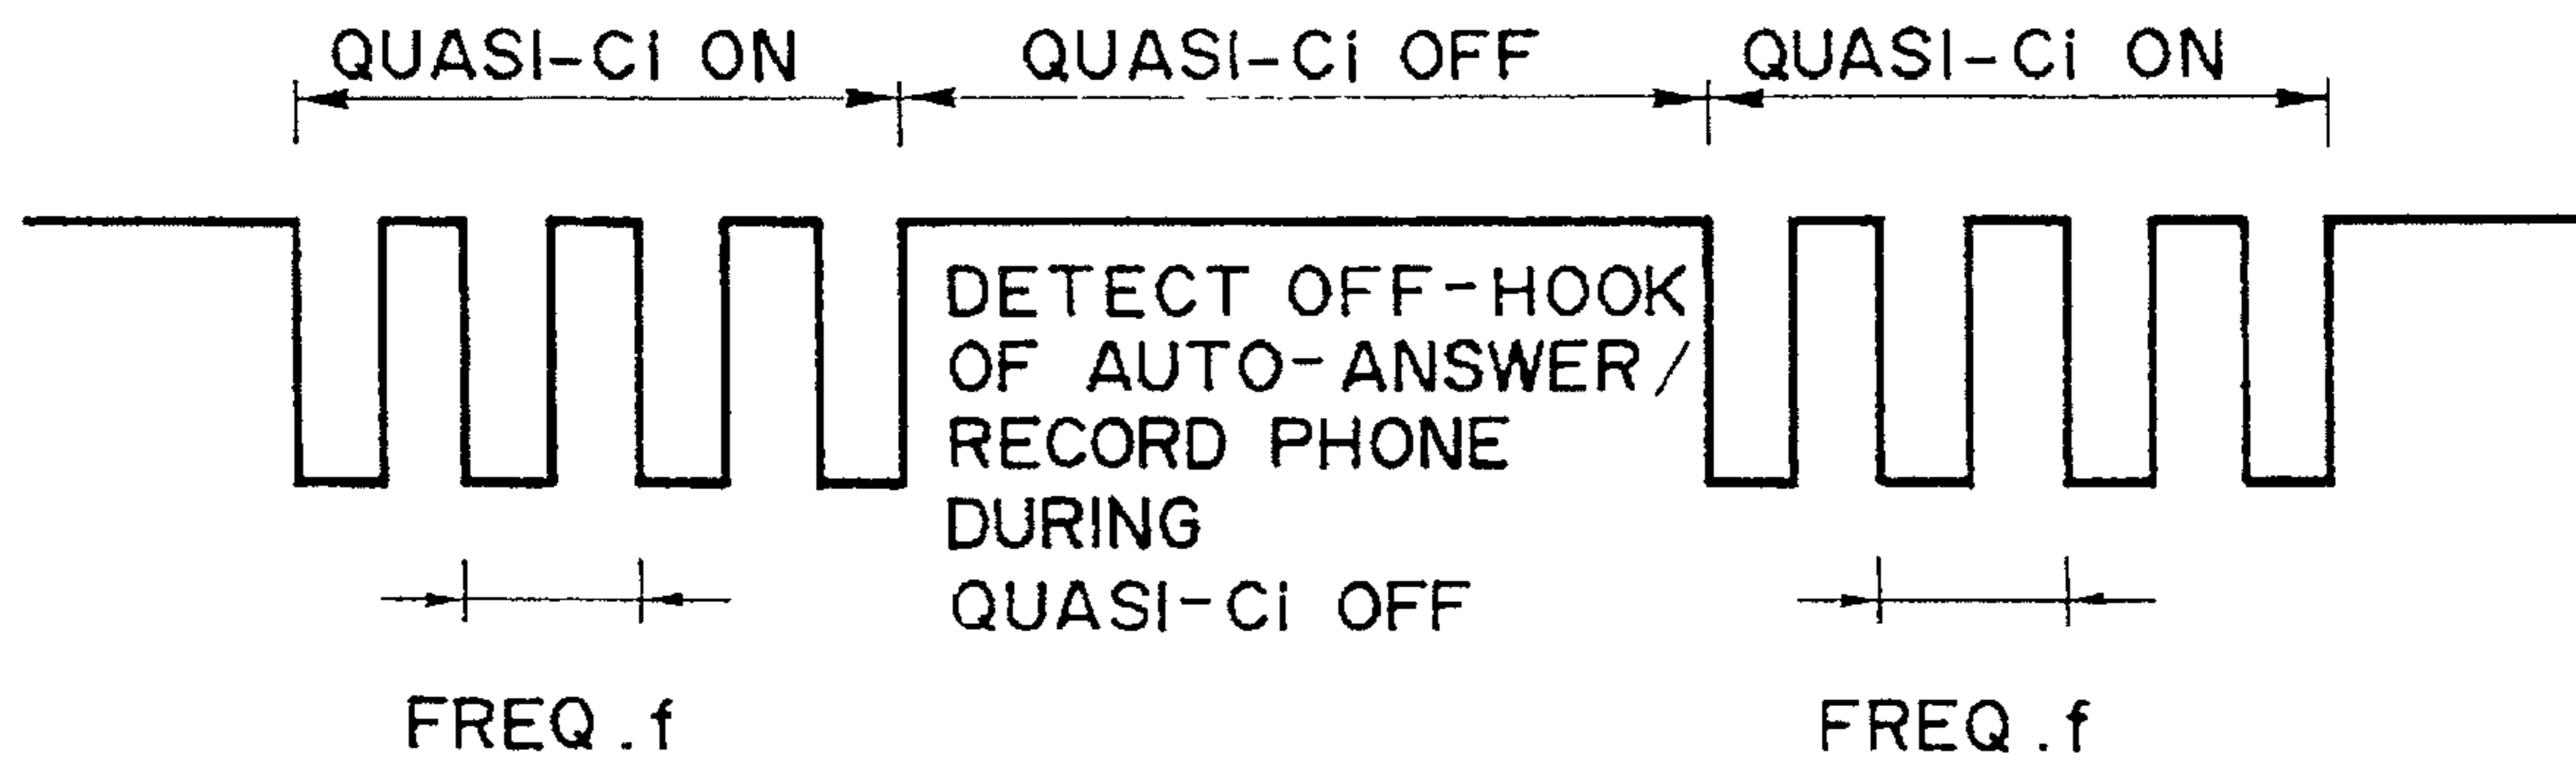 QUASI-Ci ON
QUASI-Ci OFF
QUASI-Ci ON
DETECT OFF-HOOK
OF AUTO-ANSWER/
RECORD PHONE
DURING
QUASI-Ci OFF
FREQ.f
FREQ.f